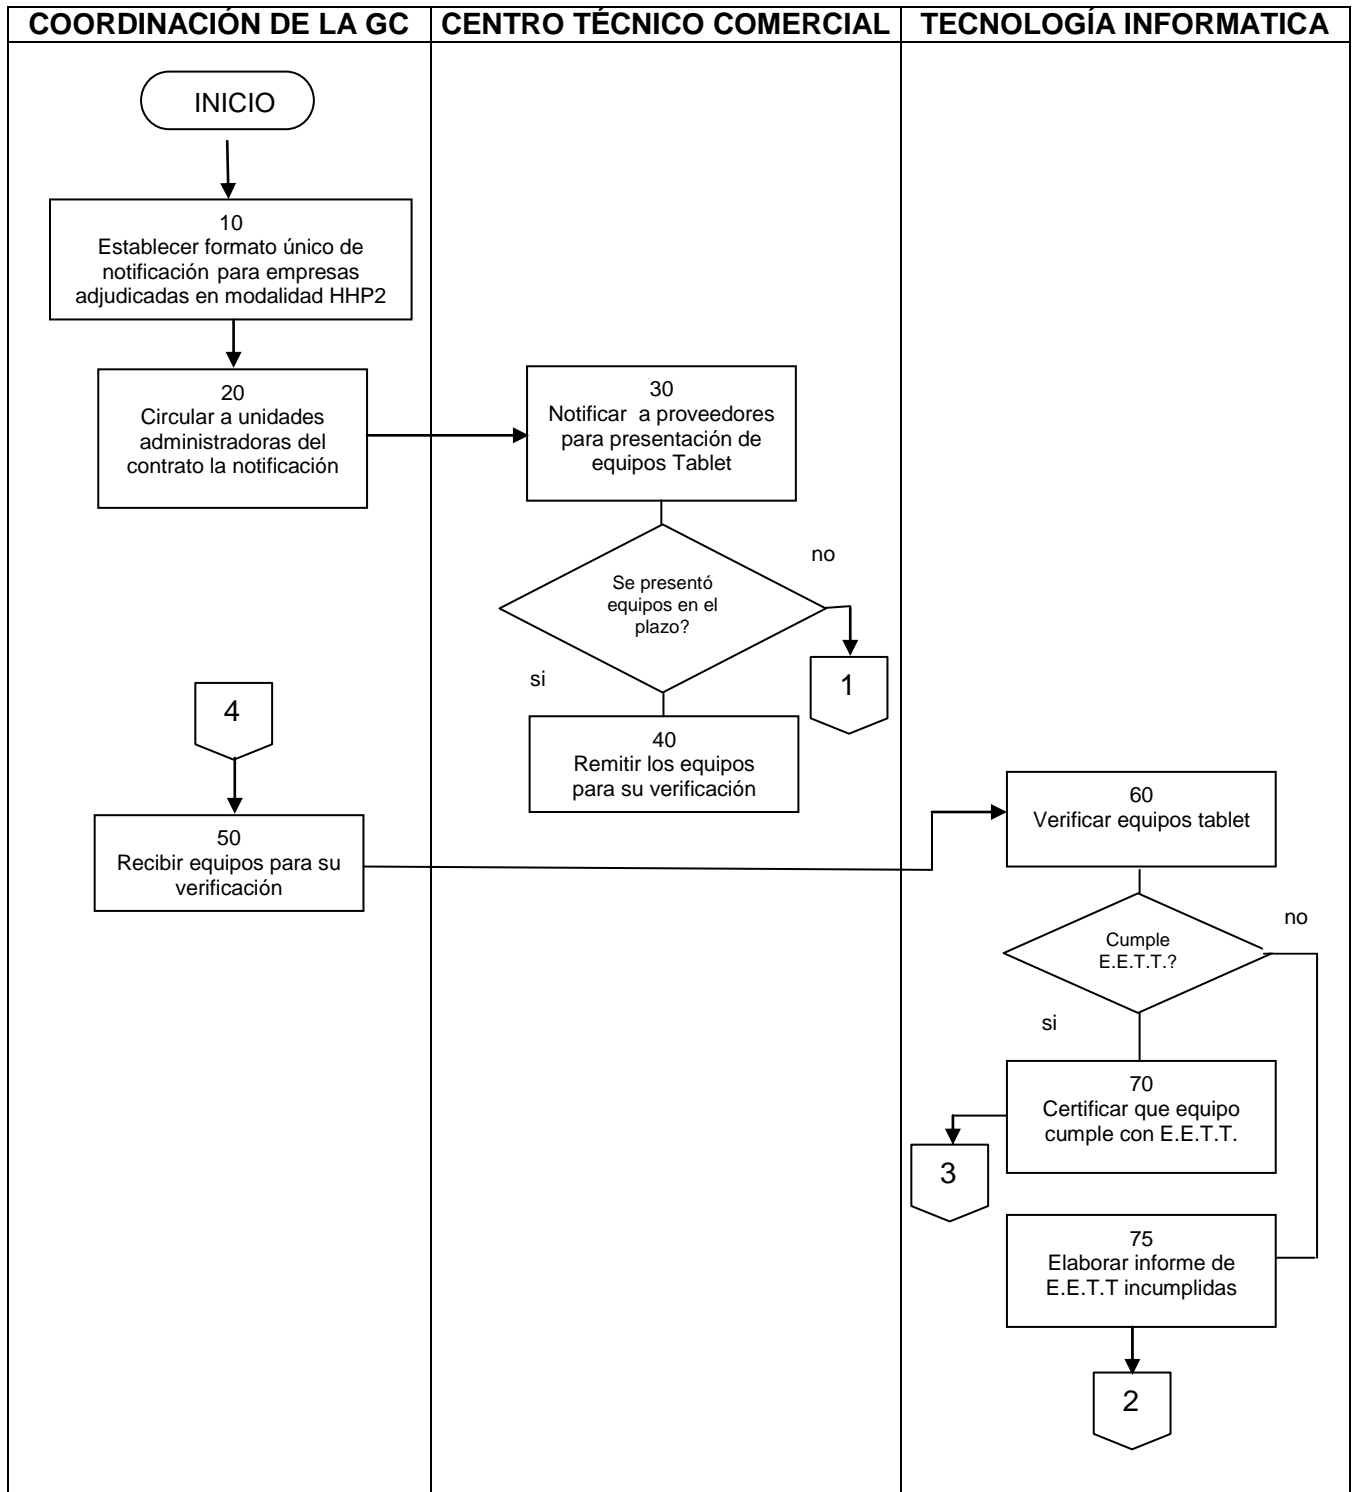 COORDINACIÓN DE LA GC
CENTRO TÉCNICO COMERCIAL
TECNOLOGÍA INFORMATICA
INICIO
10
Establecer formato único de
notificación para empresas
adjudicadas en modalidad HHP2
20
Circular a unidades
administradoras del
contrato la notificación
30
Notificar a proveedores
para presentación de
equipos Tablet
no
Se presentó
equipos en el
plazo?
si
1
4
40
Remitir los equipos
para su verificación
50
Recibir equipos para su
verificación
60
Verificar equipos tablet
no
Cumple
E.E.T.T.?
si
70
Certificar que equipo
cumple con E.E.T.T.
3
75
Elaborar informe de
E.E.T.T incumplidas
2